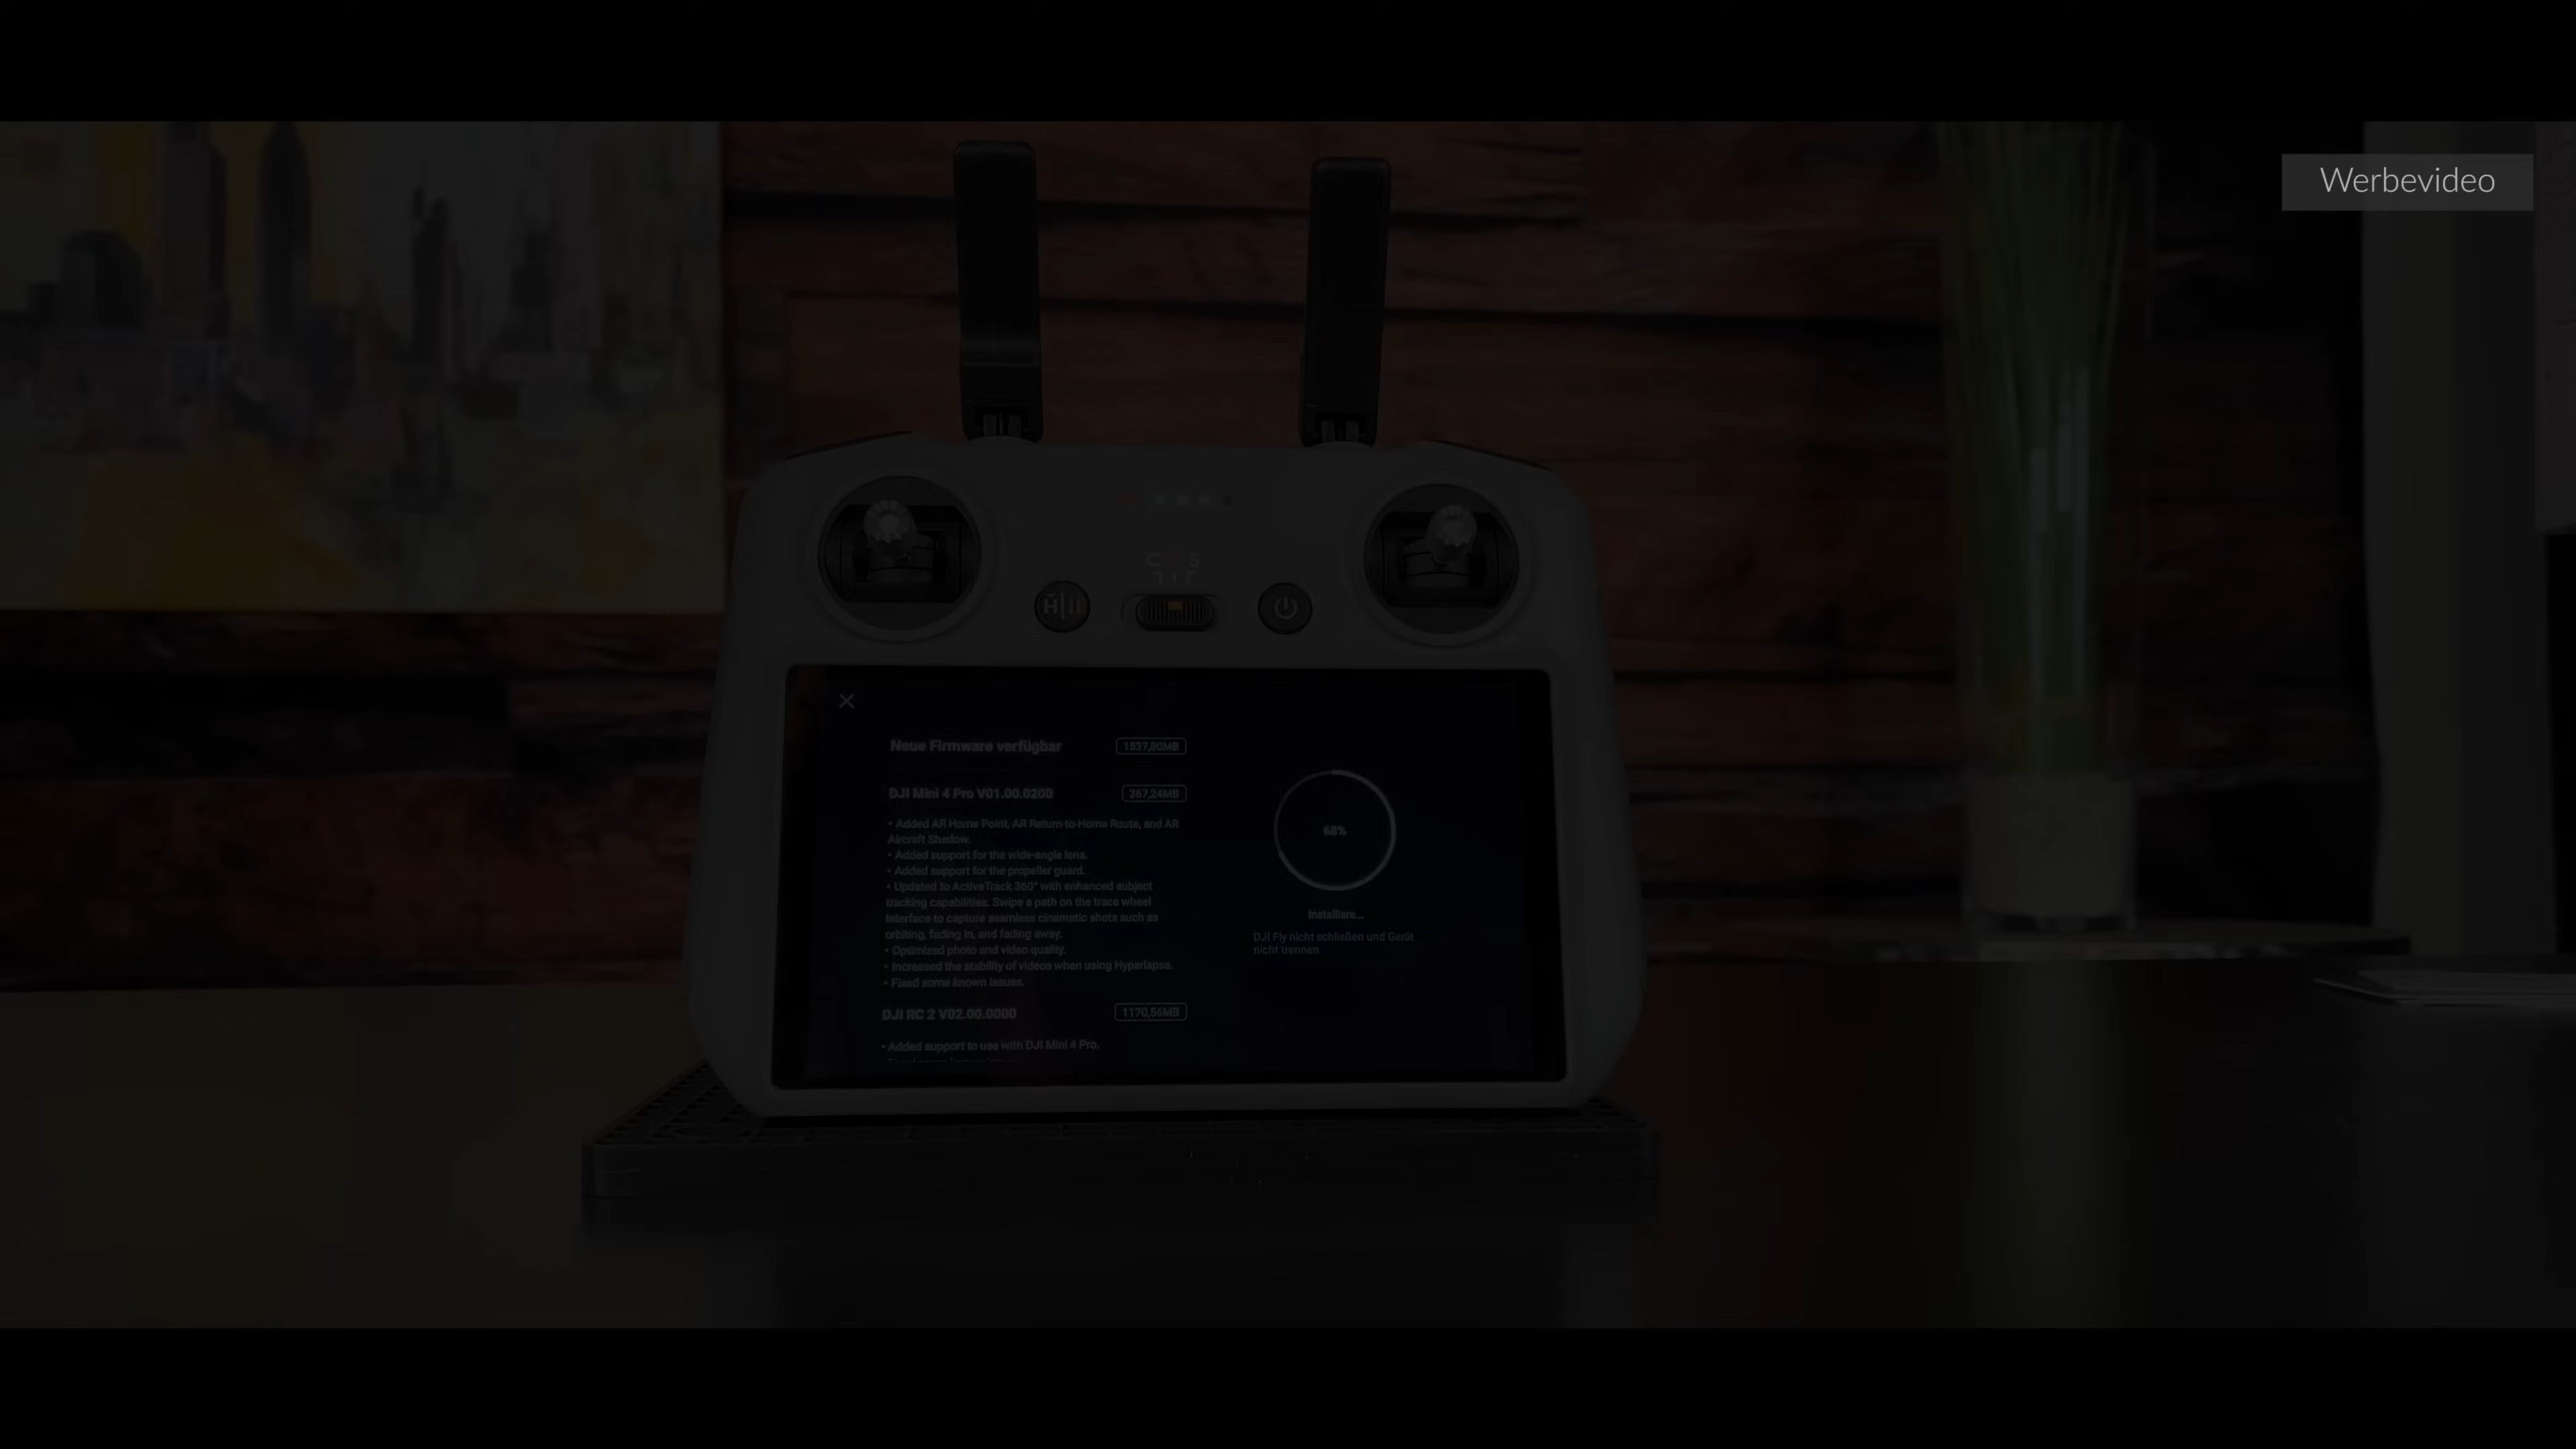 Werbevideo
C S
Neue Firmware verfügbar 1537,80MB
DJI Mini 4 Pro V01.00.0200 367,24MB
• Added AR Home Point, AR Return-to-Home Route, and AR
Aircraft Shadow.
• Added support for the wide-angle lens.
• Added support for the propeller guard.
• Updated to ActiveTrack 360° with enhanced subject
tracking capabilities. Swipe a path on the trace wheel
interface to capture seamless cinematic shots such as
orbiting, fading in, and fading away.
• Optimized photo and video quality.
• Increased the stability of videos when using Hyperlapse.
• Fixed some known issues.
DJI RC 2 V02.00.0000 1170,56MB
• Added support to use with DJI Mini 4 Pro.
68%
Installiere...
DJI Fly nicht schließen und Gerät
nicht trennen